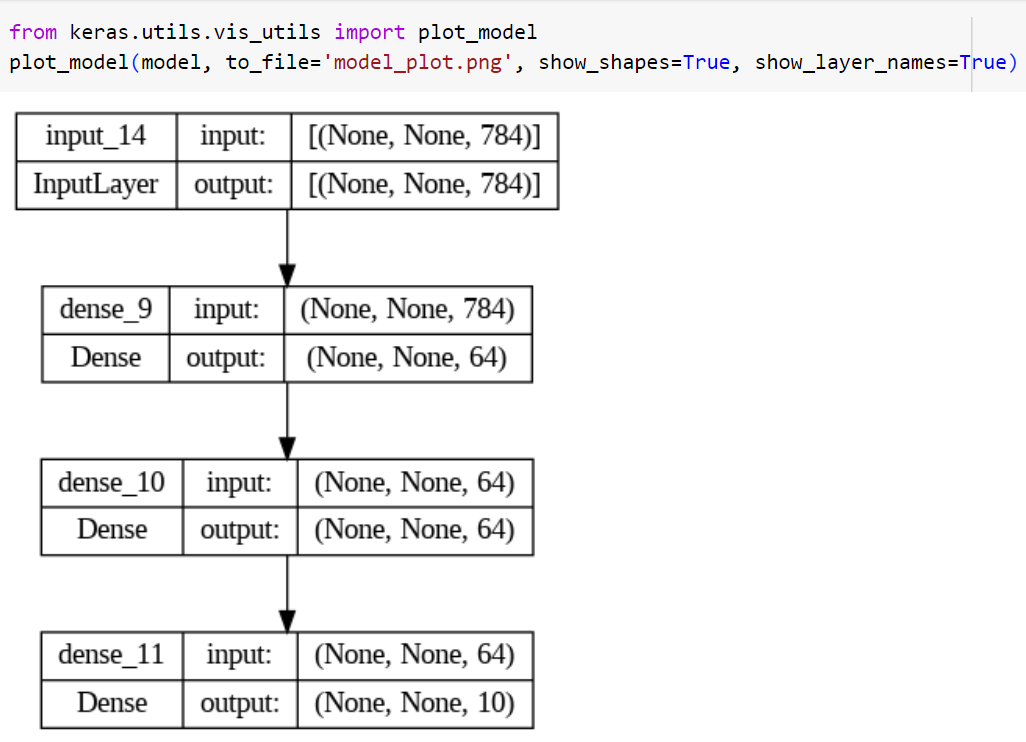 from keras.utils.vis_utils import plot_model
plot_model(model, to_file='model_plot.png', show_shapes=True, show_layer_names=True)
input_14 input: [(None, None, 784)]
InputLayer output: [(None, None, 784)]
dense_9 input: (None, None, 784)
Dense output: (None, None, 64)
dense_10 input: (None, None, 64)
Dense output: (None, None, 64)
dense_11 input: (None, None, 64)
Dense output: (None, None, 10)